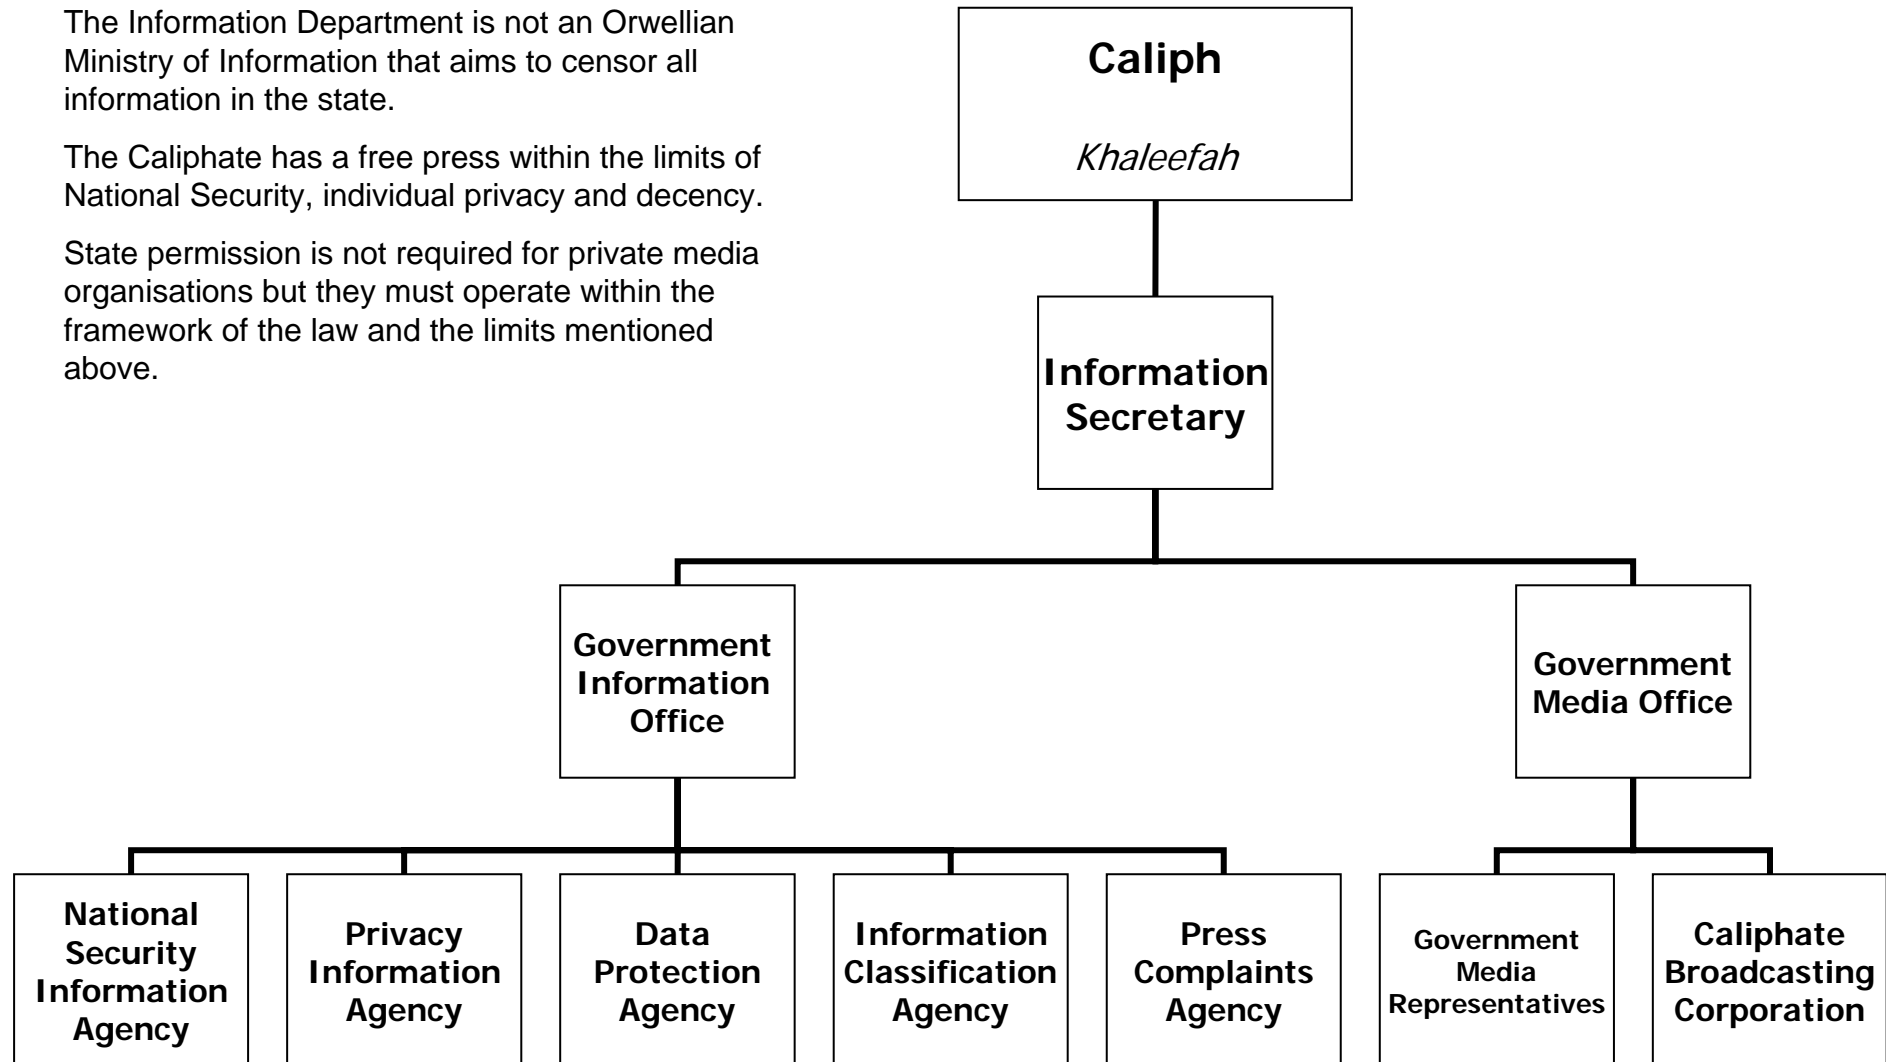 The Information Department is not an Orwellian
Ministry of Information that aims to censor all
information in the state.
The Caliphate has a free press within the limits of
National Security, individual privacy and decency.
State permission is not required for private media
organisations but they must operate within the
framework of the law and the limits mentioned
above.
Caliph
Khaleefah
Information
Secretary
Government
Information
Office
Government
Media Office
National
Security
Information
Agency
Privacy
Information
Agency
Data
Protection
Agency
Information
Classification
Agency
Press
Complaints
Agency
Government
Media
Representatives
Caliphate
Broadcasting
Corporation